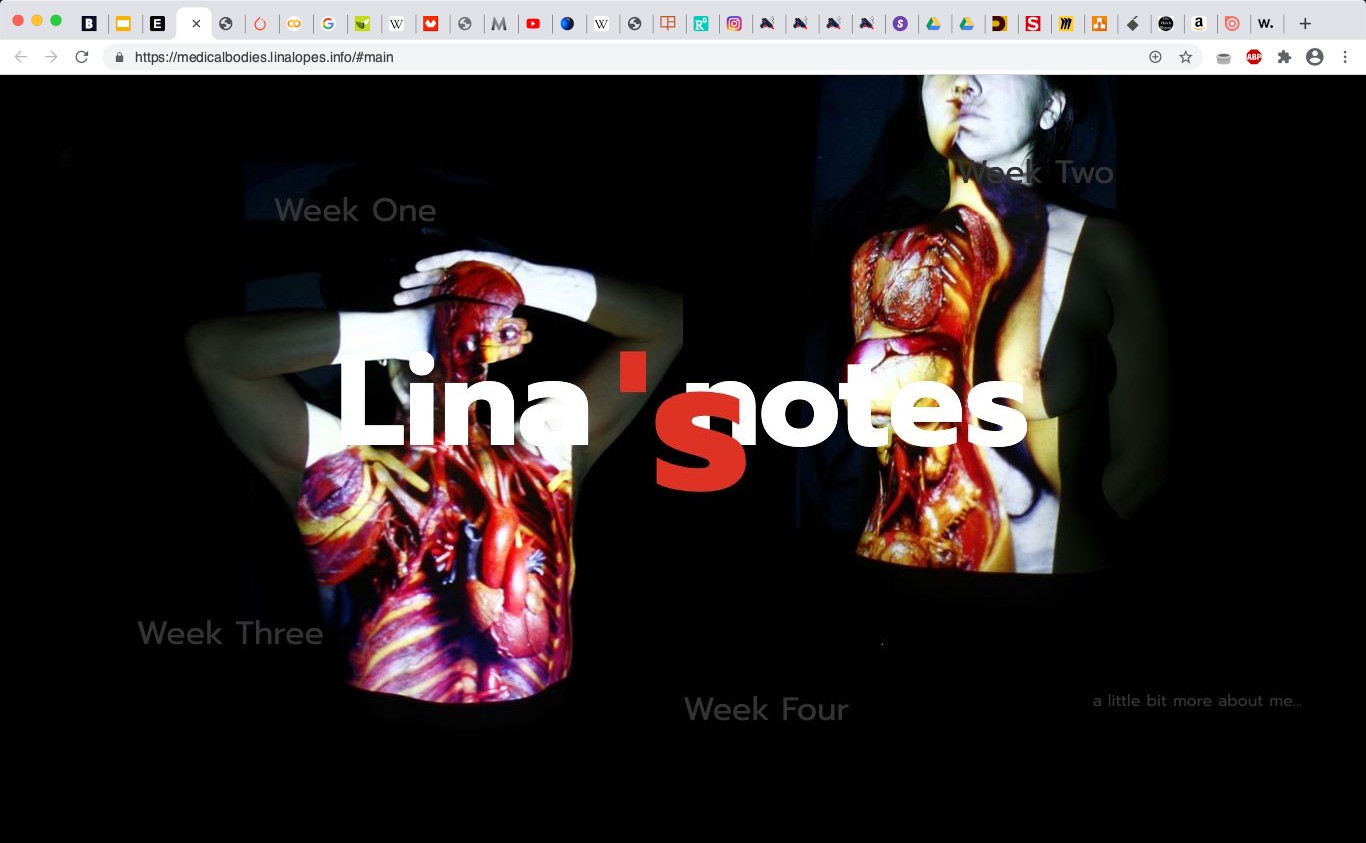 https://medicalbodies.linalopes.info/#main
Week Two
Week One
Lina's notes
Week Three
Week Four
a little bit more about me...